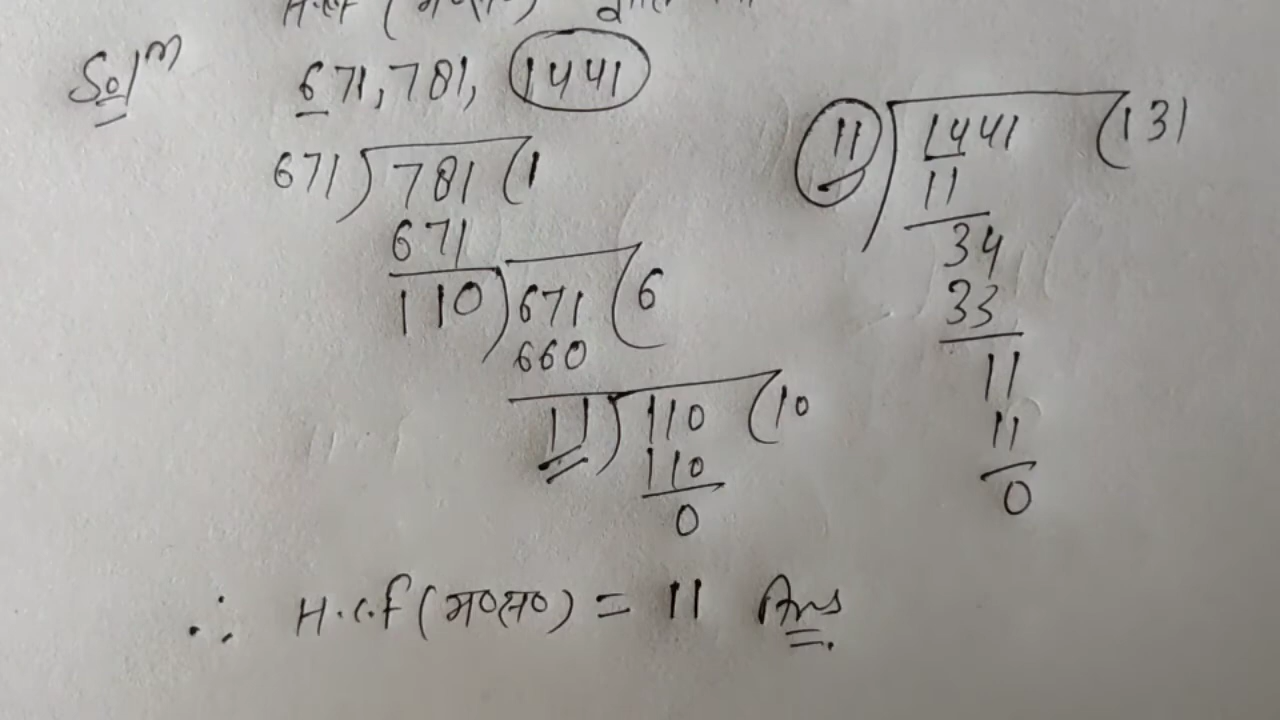 H.C.F (म०स०)
Solⁿ 671, 781, 1441
671) 781 (1
671
110) 671 (6
660
11) 110 (10
110
0
11) 1441 (131
11
34
33
11
11
0
∴ H.C.F (म०स०) = 11 Ans